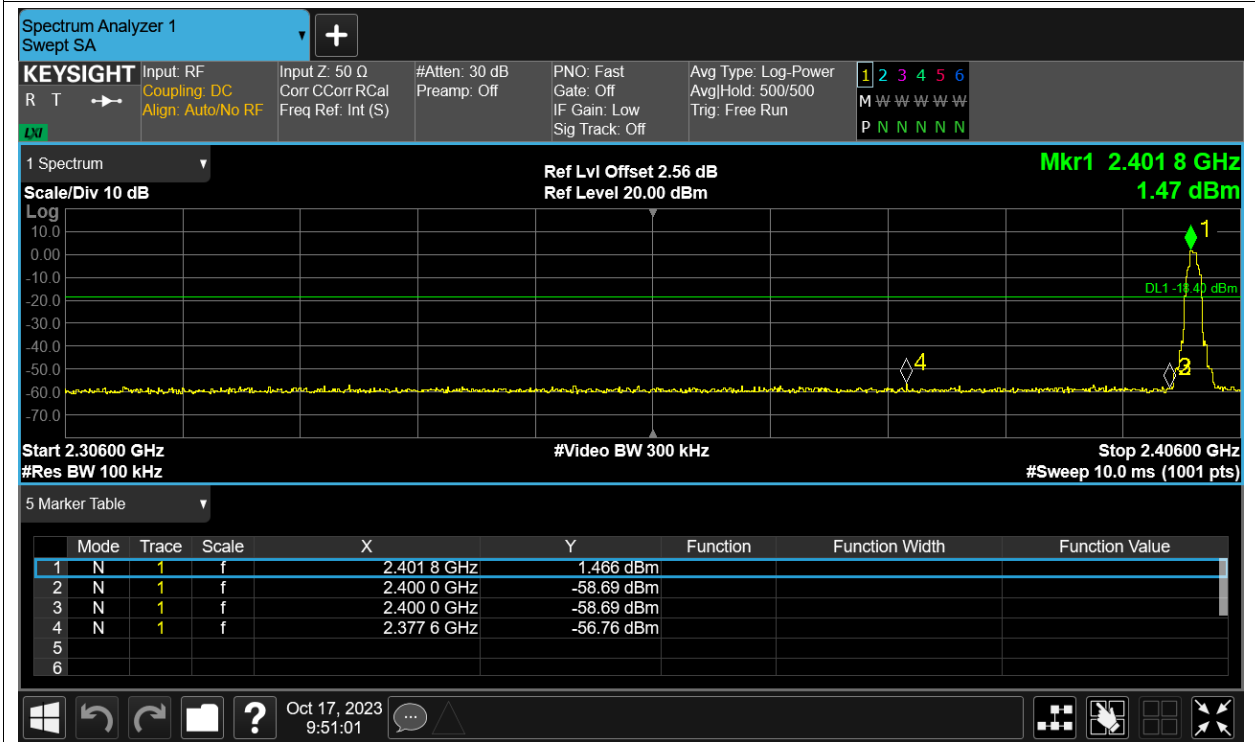 Spectrum Analyzer 1
Swept SA
+
KEYSIGHT
R T
LXI
Input: RF
Coupling: DC
Align: Auto/No RF
Input Z: 50 Ω
Corr CCorr RCal
Freq Ref: Int (S)
#Atten: 30 dB
Preamp: Off
PNO: Fast
Gate: Off
IF Gain: Low
Sig Track: Off
Avg Type: Log-Power
Avg|Hold: 500/500
Trig: Free Run
1 2 3 4 5 6
M W W W W W
P N N N N N
1 Spectrum
Scale/Div 10 dB
Ref Lvl Offset 2.56 dB
Ref Level 20.00 dBm
Mkr1 2.401 8 GHz
1.47 dBm
Log
10.0
0.00
-10.0
-20.0
-30.0
-40.0
-50.0
-60.0
-70.0
1
DL1 -18.40 dBm
4
Start 2.30600 GHz
#Video BW 300 kHz
Stop 2.40600 GHz
#Res BW 100 kHz
#Sweep 10.0 ms (1001 pts)
5 Marker Table
Mode Trace Scale X Y Function Function Width Function Value
1 N 1 f 2.401 8 GHz 1.466 dBm
2 N 1 f 2.400 0 GHz -58.69 dBm
3 N 1 f 2.400 0 GHz -58.69 dBm
4 N 1 f 2.377 6 GHz -56.76 dBm
5
6
?
Oct 17, 2023
9:51:01